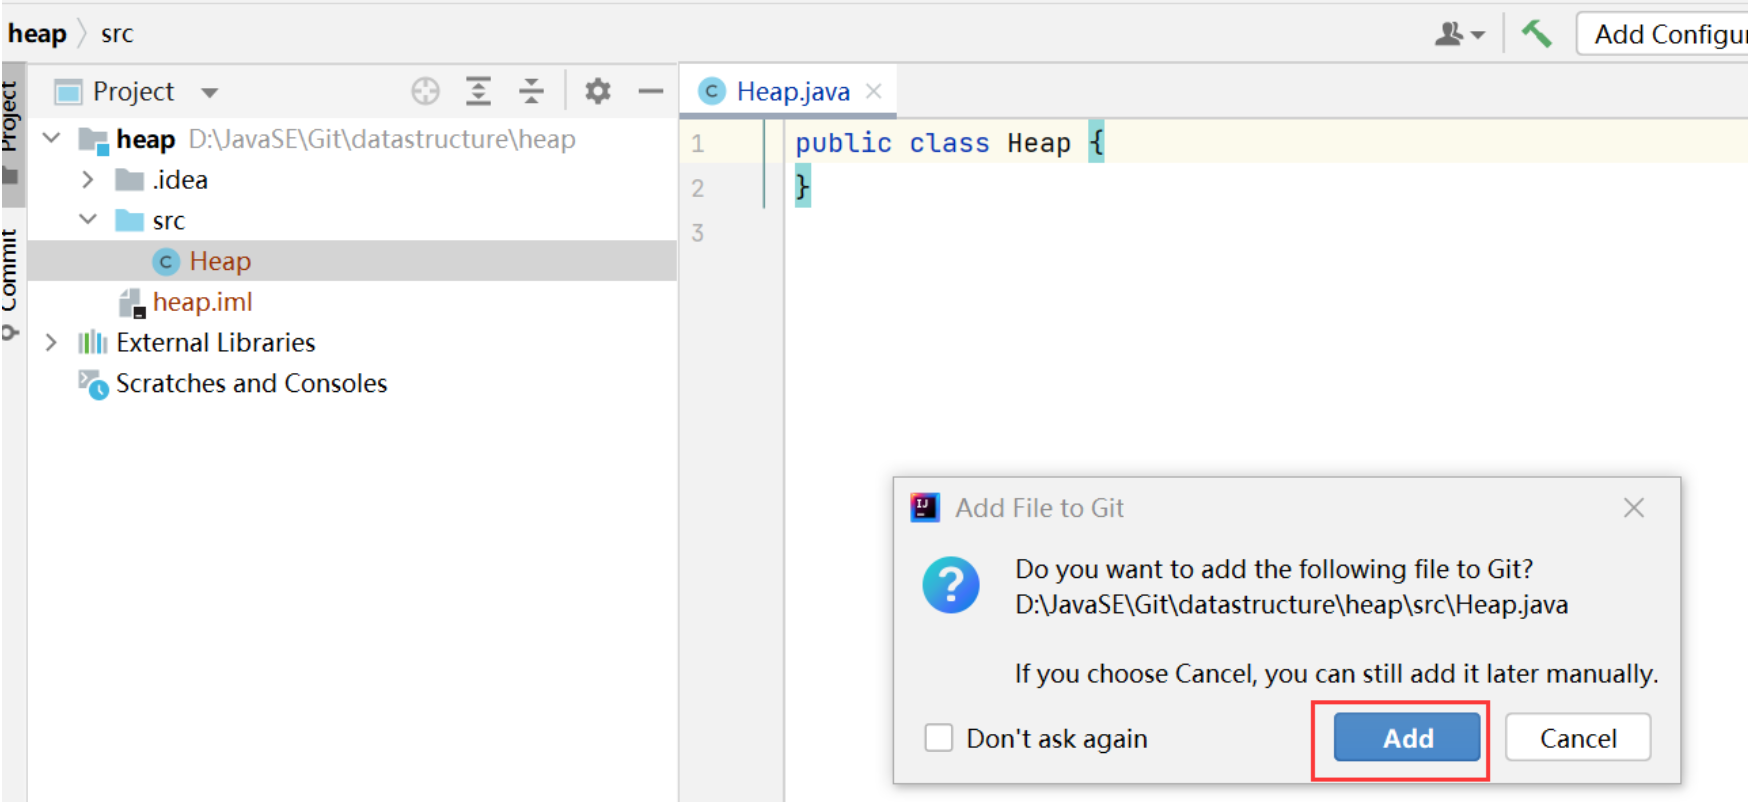 heap src
Add Configur
Project
Project
Commit
heap D:\JavaSE\Git\datastructure\heap
.idea
src
C Heap
heap.iml
External Libraries
Scratches and Consoles
C Heap.java
1 public class Heap {
2 }
3
IJ Add File to Git
? Do you want to add the following file to Git?
D:\JavaSE\Git\datastructure\heap\src\Heap.java
If you choose Cancel, you can still add it later manually.
Don't ask again
Add
Cancel